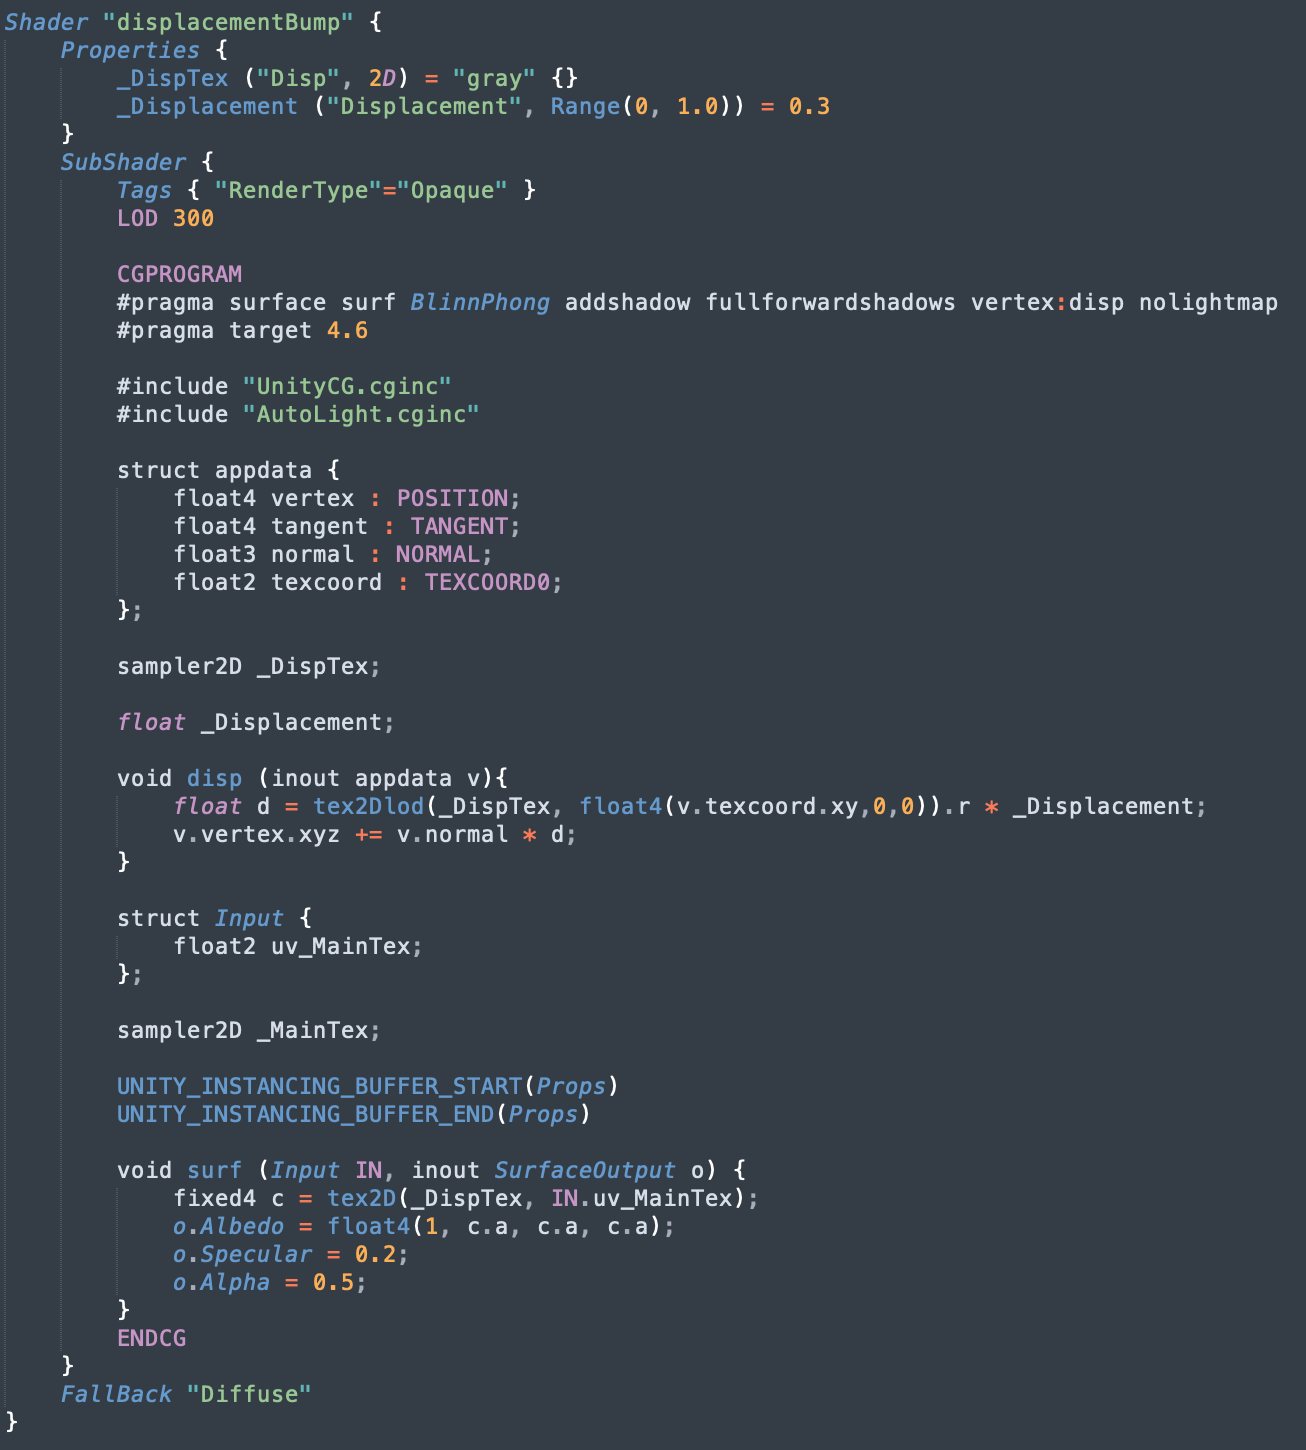 Shader "displacementBump" {
    Properties {
        _DispTex ("Disp", 2D) = "gray" {}
        _Displacement ("Displacement", Range(0, 1.0)) = 0.3
    }
    SubShader {
        Tags { "RenderType"="Opaque" }
        LOD 300

        CGPROGRAM
        #pragma surface surf BlinnPhong addshadow fullforwardshadows vertex:disp nolightmap
        #pragma target 4.6

        #include "UnityCG.cginc"
        #include "AutoLight.cginc"

        struct appdata {
            float4 vertex : POSITION;
            float4 tangent : TANGENT;
            float3 normal : NORMAL;
            float2 texcoord : TEXCOORD0;
        };

        sampler2D _DispTex;

        float _Displacement;

        void disp (inout appdata v){
            float d = tex2Dlod(_DispTex, float4(v.texcoord.xy,0,0)).r * _Displacement;
            v.vertex.xyz += v.normal * d;
        }

        struct Input {
            float2 uv_MainTex;
        };

        sampler2D _MainTex;

        UNITY_INSTANCING_BUFFER_START(Props)
        UNITY_INSTANCING_BUFFER_END(Props)

        void surf (Input IN, inout SurfaceOutput o) {
            fixed4 c = tex2D(_DispTex, IN.uv_MainTex);
            o.Albedo = float4(1, c.a, c.a, c.a);
            o.Specular = 0.2;
            o.Alpha = 0.5;
        }
        ENDCG
    }
    FallBack "Diffuse"
}